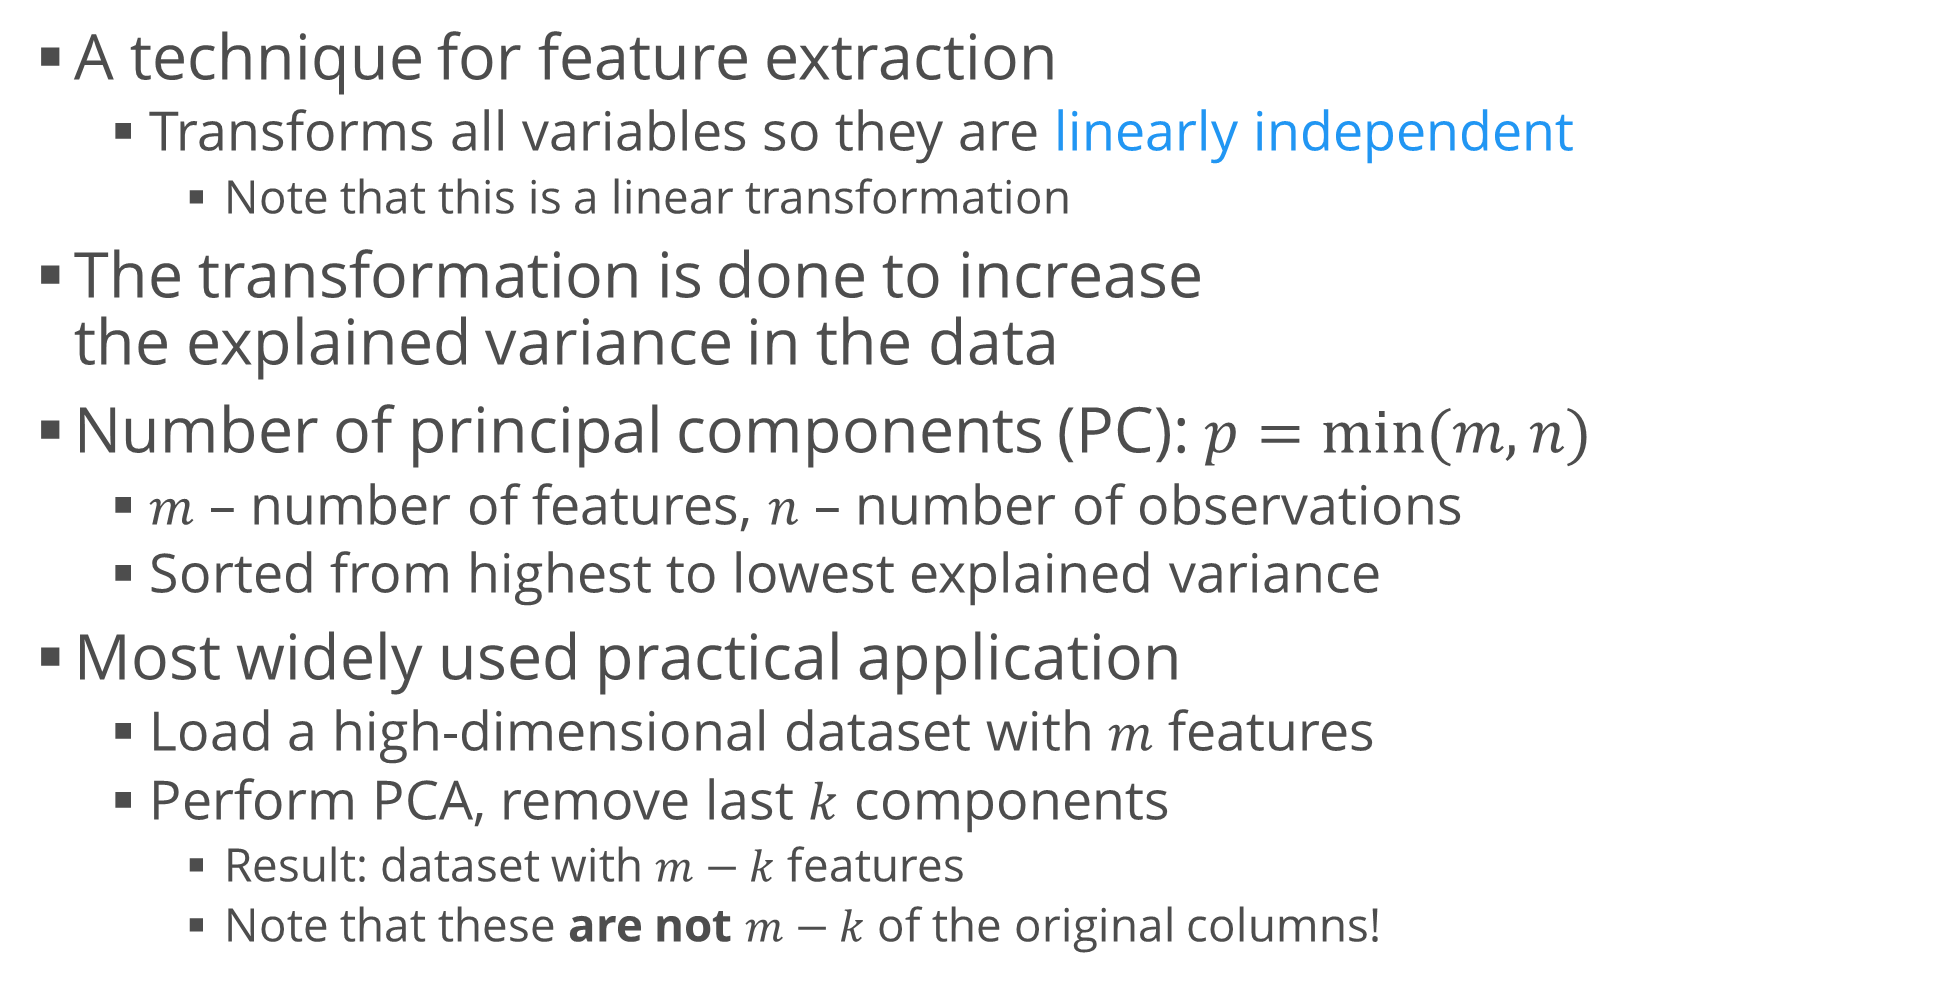 ▪ A technique for feature extraction
▪ Transforms all variables so they are linearly independent
▪ Note that this is a linear transformation
▪ The transformation is done to increase
the explained variance in the data
▪ Number of principal components (PC): p = min(m, n)
▪ m – number of features, n – number of observations
▪ Sorted from highest to lowest explained variance
▪ Most widely used practical application
▪ Load a high-dimensional dataset with m features
▪ Perform PCA, remove last k components
▪ Result: dataset with m − k features
▪ Note that these are not m − k of the original columns!